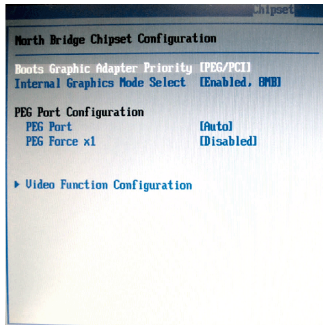 Chipset
North Bridge Chipset Configuration
Boots Graphic Adapter Priority [PEG/PCI]
Internal Graphics Mode Select [Enabled, 8MB]
PEG Port Configuration
PEG Port [Auto]
PEG Force x1 [Disabled]
Video Function Configuration